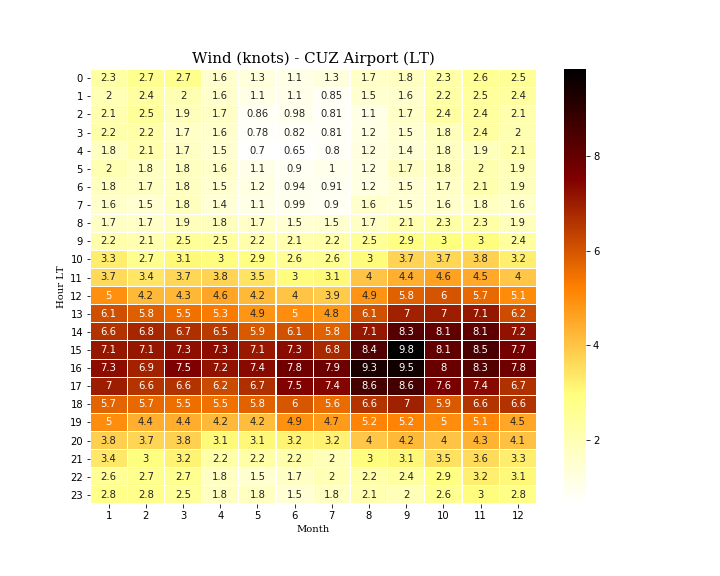 Wind (knots) - CUZ Airport (LT)
0 2.3 2.7 2.7 1.6 1.3 1.1 1.3 1.7 1.8 2.3 2.6 2.5
1 2 2.4 2 1.6 1.1 1.1 0.85 1.5 1.6 2.2 2.5 2.4
2 2.1 2.5 1.9 1.7 0.86 0.98 0.81 1.1 1.7 2.4 2.4 2.1
3 2.2 2.2 1.7 1.6 0.78 0.82 0.81 1.2 1.5 1.8 2.4 2
4 1.8 2.1 1.7 1.5 0.7 0.65 0.8 1.2 1.4 1.8 1.9 2.1
5 2 1.8 1.8 1.6 1.1 0.9 1 1.2 1.7 1.8 2 1.9
6 1.8 1.7 1.8 1.5 1.2 0.94 0.91 1.2 1.5 1.7 2.1 1.9
7 1.6 1.5 1.8 1.4 1.1 0.99 0.9 1.6 1.5 1.6 1.8 1.6
8 1.7 1.7 1.9 1.8 1.7 1.5 1.5 1.7 2.1 2.3 2.3 1.9
9 2.2 2.1 2.5 2.5 2.2 2.1 2.2 2.5 2.9 3 3 2.4
10 3.3 2.7 3.1 3 2.9 2.6 2.6 3 3.7 3.7 3.8 3.2
11 3.7 3.4 3.7 3.8 3.5 3 3.1 4 4.4 4.6 4.5 4
12 5 4.2 4.3 4.6 4.2 4 3.9 4.9 5.8 6 5.7 5.1
13 6.1 5.8 5.5 5.3 4.9 5 4.8 6.1 7 7 7.1 6.2
14 6.6 6.8 6.7 6.5 5.9 6.1 5.8 7.1 8.3 8.1 8.1 7.2
15 7.1 7.1 7.3 7.3 7.1 7.3 6.8 8.4 9.8 8.1 8.5 7.7
16 7.3 6.9 7.5 7.2 7.4 7.8 7.9 9.3 9.5 8 8.3 7.8
17 7 6.6 6.6 6.2 6.7 7.5 7.4 8.6 8.6 7.6 7.4 6.7
18 5.7 5.7 5.5 5.5 5.8 6 5.6 6.6 7 5.9 6.6 6.6
19 5 4.4 4.4 4.2 4.2 4.9 4.7 5.2 5.2 5 5.1 4.5
20 3.8 3.7 3.8 3.1 3.1 3.2 3.2 4 4.2 4 4.3 4.1
21 3.4 3 3.2 2.2 2.2 2.2 2 3 3.1 3.5 3.6 3.3
22 2.6 2.7 2.7 1.8 1.5 1.7 2 2.2 2.4 2.9 3.2 3.1
23 2.8 2.8 2.5 1.8 1.8 1.5 1.8 2.1 2 2.6 3 2.8
1 2 3 4 5 6 7 8 9 10 11 12
Month
Hour LT
8
6
4
2